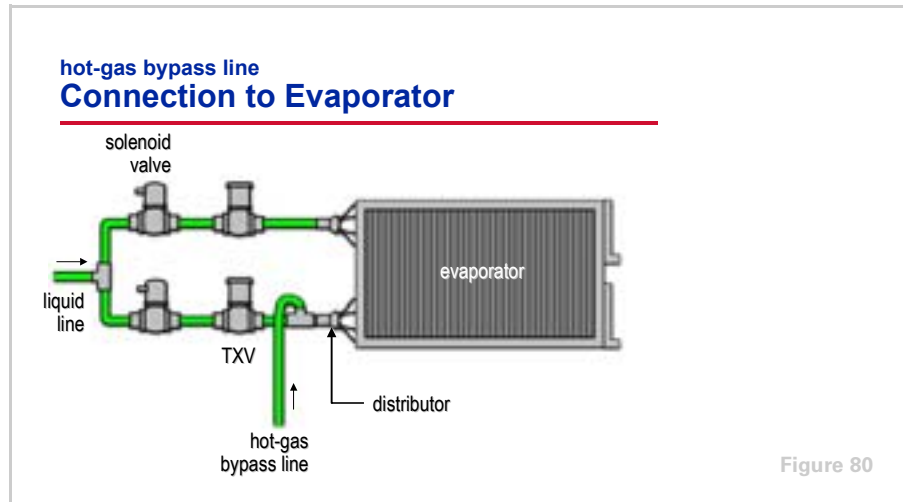 hot-gas bypass line
Connection to Evaporator
solenoid
valve
evaporator
liquid
line
TXV
distributor
hot-gas
bypass line
Figure 80